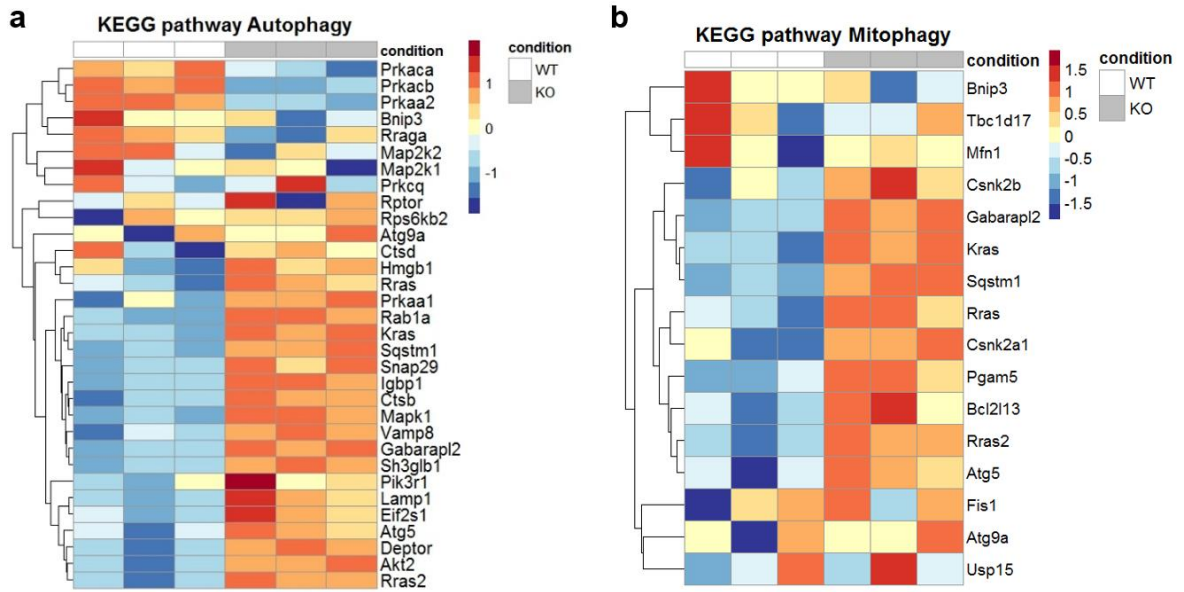 a
KEGG pathway Autophagy
condition
Prkaca
Prkacb
Prkaa2
Bnip3
Rraga
Map2k2
Map2k1
Prkcq
Rptor
Rps6kb2
Atg9a
Ctsd
Hmgb1
Rras
Prkaa1
Rab1a
Kras
Sqstm1
Snap29
Igbp1
Ctsb
Mapk1
Vamp8
Gabarapl2
Sh3glb1
Pik3r1
Lamp1
Eif2s1
Atg5
Deptor
Akt2
Rras2
1
0
-1
condition
WT
KO
b
KEGG pathway Mitophagy
condition
Bnip3
Tbc1d17
Mfn1
Csnk2b
Gabarapl2
Kras
Sqstm1
Rras
Csnk2a1
Pgam5
Bcl2l13
Rras2
Atg5
Fis1
Atg9a
Usp15
1.5
1
0.5
0
-0.5
-1
-1.5
condition
WT
KO